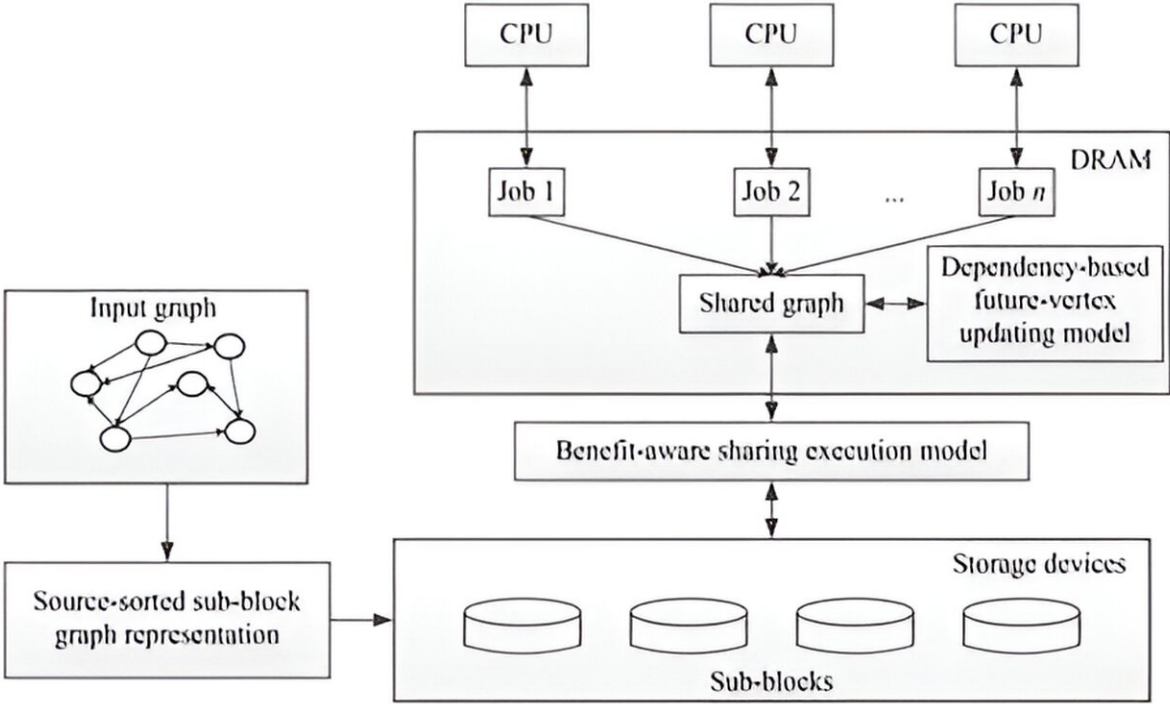 CPU
CPU
CPU
DRAM
Job 1
Job 2
...
Job n
Dependency-based
future-vertex
updating model
Shared graph
Input graph
Benefit-aware sharing execution model
Storage devices
Source-sorted sub-block
graph representation
Sub-blocks